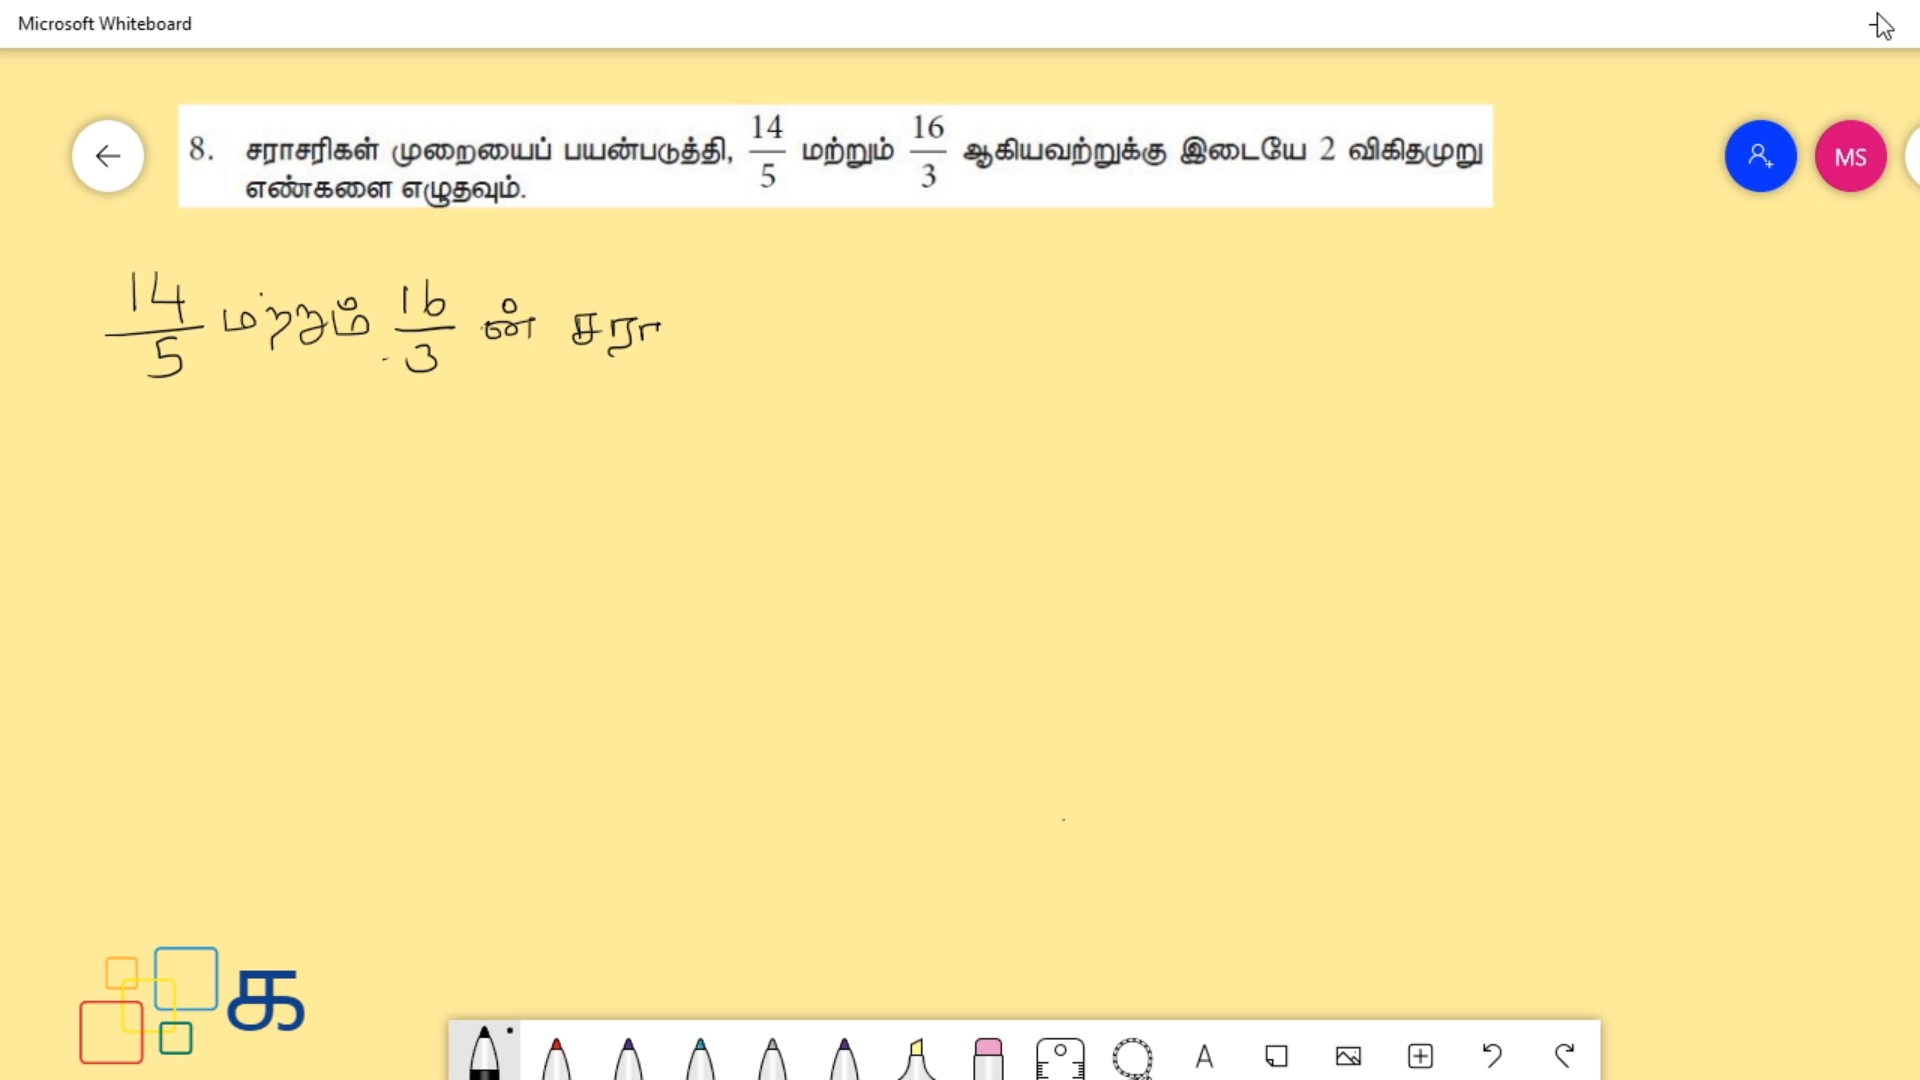 Microsoft Whiteboard
8. சராசரிகள் முறையைப் பயன்படுத்தி, 14/5 மற்றும் 16/3 ஆகியவற்றுக்கு இடையே 2 விகிதமுறு
எண்களை எழுதவும்.
MS
14/5 மற்றும் 16/3 ன் சரா
க
A